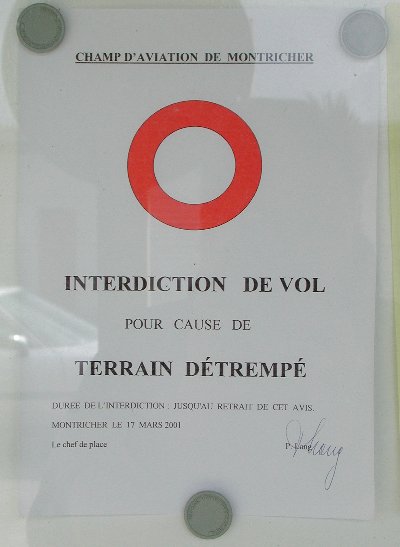 CHAMP D'AVIATION DE MONTRICHER
INTERDICTION DE VOL
POUR CAUSE DE
TERRAIN DÉTREMPÉ
DUREE DE L'INTERDICTION : JUSQU'AU RETRAIT DE CET AVIS.
MONTRICHER LE 17 MARS 2001
Le chef de place P. Lang